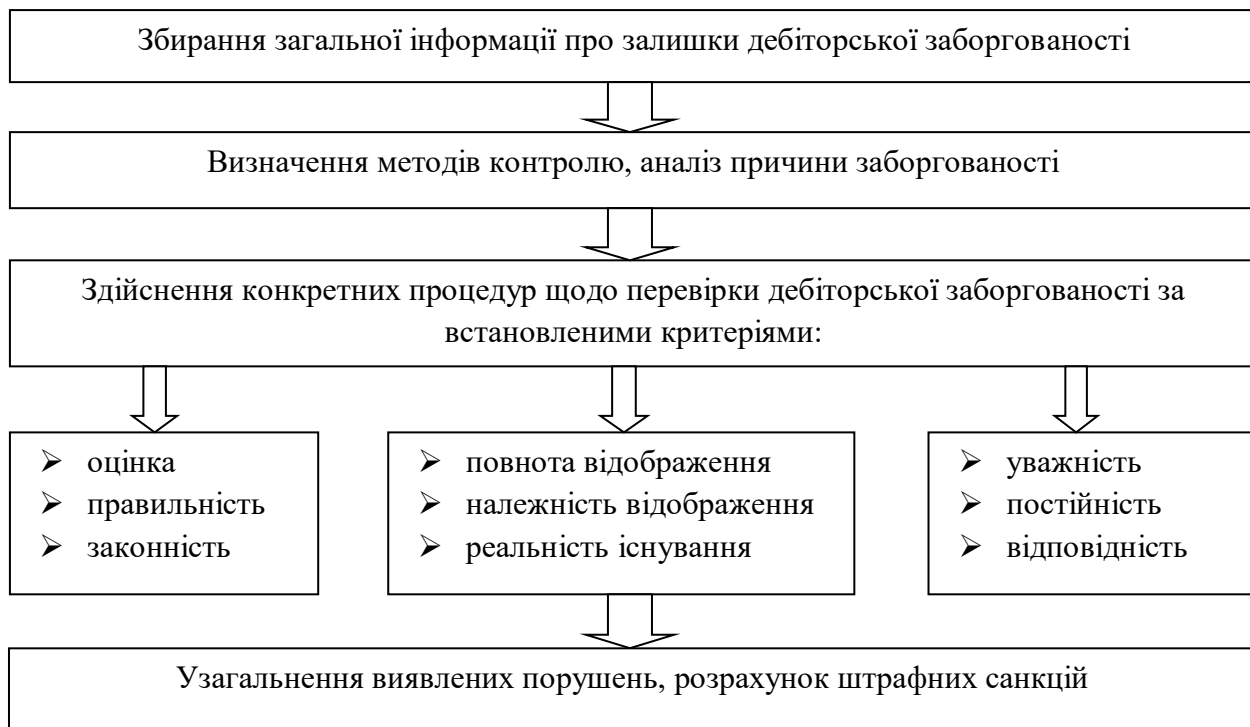 Збирання загальної інформації про залишки дебіторської заборгованості
Визначення методів контролю, аналіз причини заборгованості
Здійснення конкретних процедур щодо перевірки дебіторської заборгованості за
встановленими критеріями:
➢ оцінка
➢ правильність
➢ законність
➢ повнота відображення
➢ належність відображення
➢ реальність існування
➢ уважність
➢ постійність
➢ відповідність
Узагальнення виявлених порушень, розрахунок штрафних санкцій